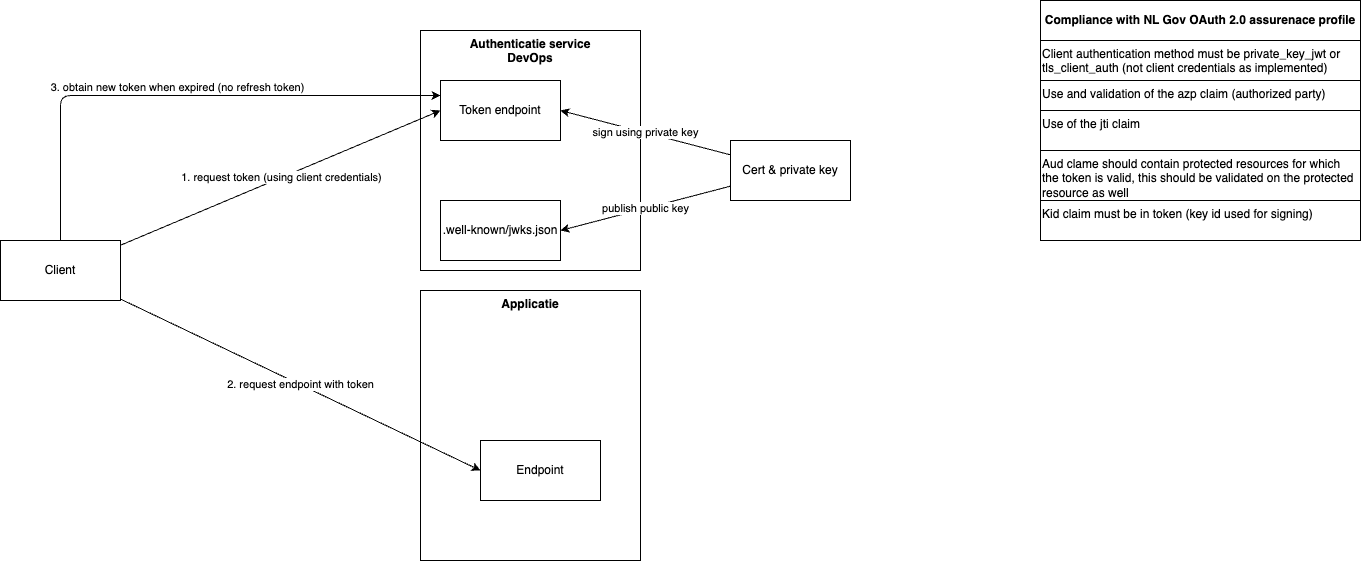 Compliance with NL Gov OAuth 2.0 assurenace profile
Client authentication method must be private_key_jwt or
tls_client_auth (not client credentials as implemented)
Use and validation of the azp claim (authorized party)
Use of the jti claim
Aud clame should contain protected resources for which
the token is valid, this should be validated on the protected
resource as well
Kid claim must be in token (key id used for signing)
Authenticatie service
DevOps
3. obtain new token when expired (no refresh token)
Token endpoint
sign using private key
1. request token (using client credentials)
Cert & private key
publish public key
.well-known/jwks.json
Client
Applicatie
2. request endpoint with token
Endpoint